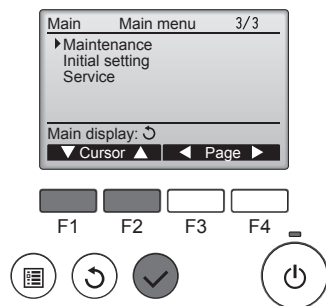 Main Main menu 3/3
Maintenance
Initial setting
Service
Main display:
Cursor Page
F1 F2 F3 F4